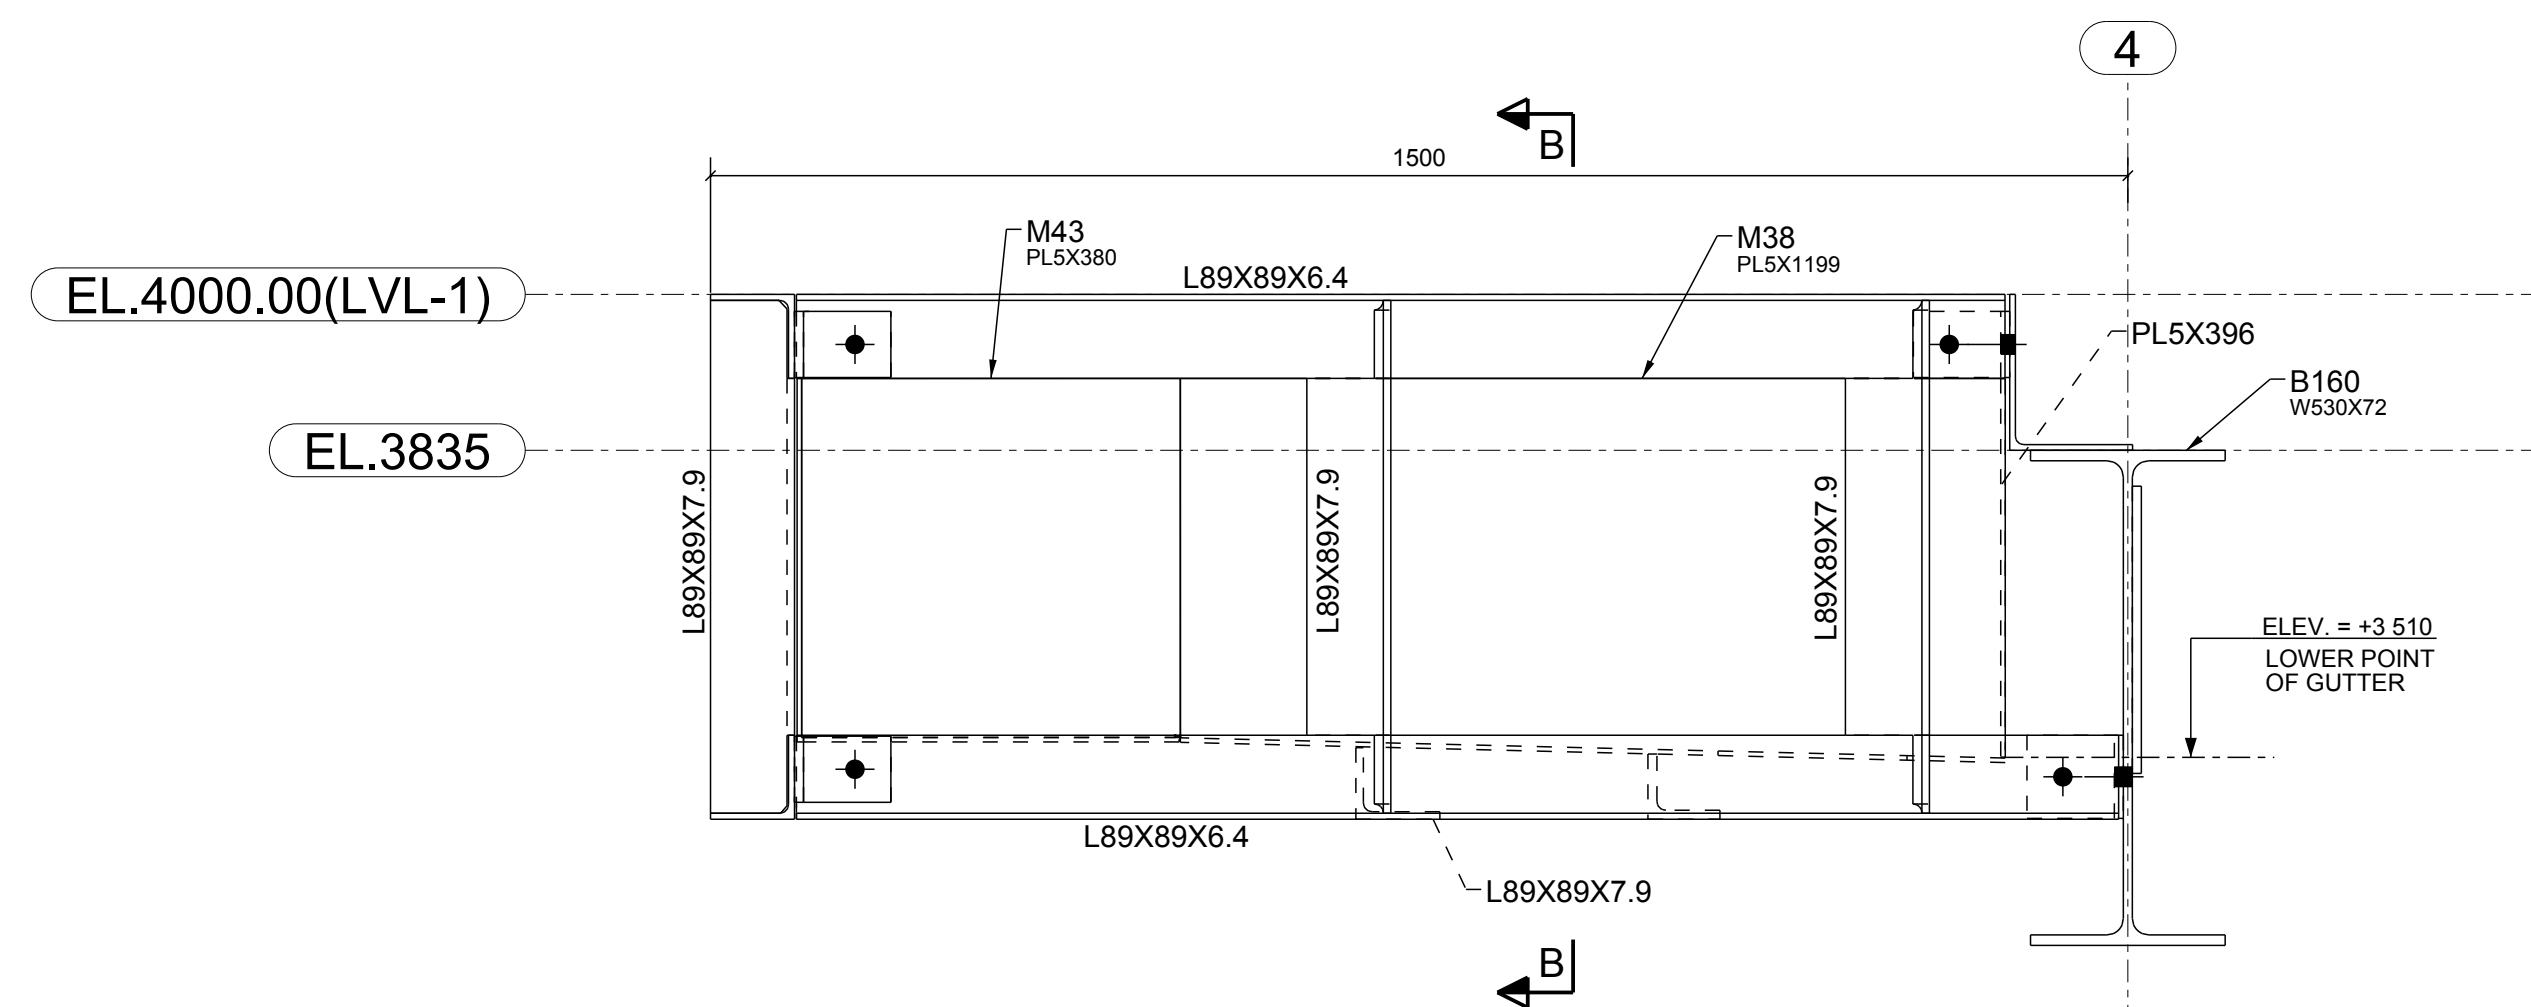 4
B
1500
M43
PL5X380
M38
PL5X1199
EL.4000.00(LVL-1)
L89X89X6.4
PL5X396
B160
W530X72
EL.3835
L89X89X7.9
L89X89X7.9
L89X89X7.9
ELEV. = +3 510
LOWER POINT
OF GUTTER
L89X89X6.4
L89X89X7.9
B